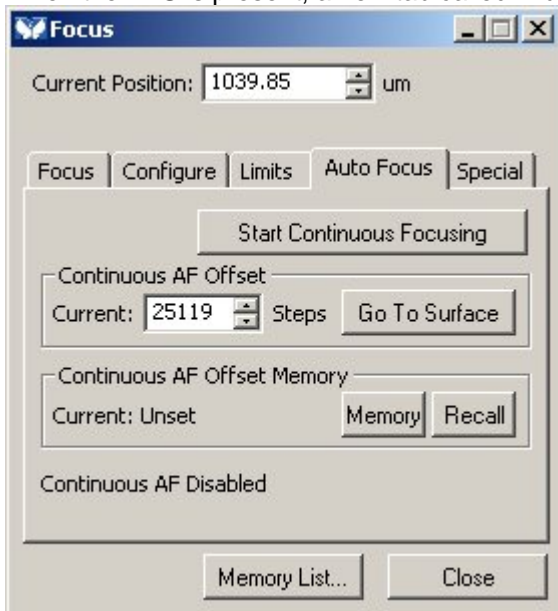 Focus
Current Position: 1039.85 um
Focus Configure Limits Auto Focus Special
Start Continuous Focusing
Continuous AF Offset
Current: 25119 Steps Go To Surface
Continuous AF Offset Memory
Current: Unset Memory Recall
Continuous AF Disabled
Memory List... Close